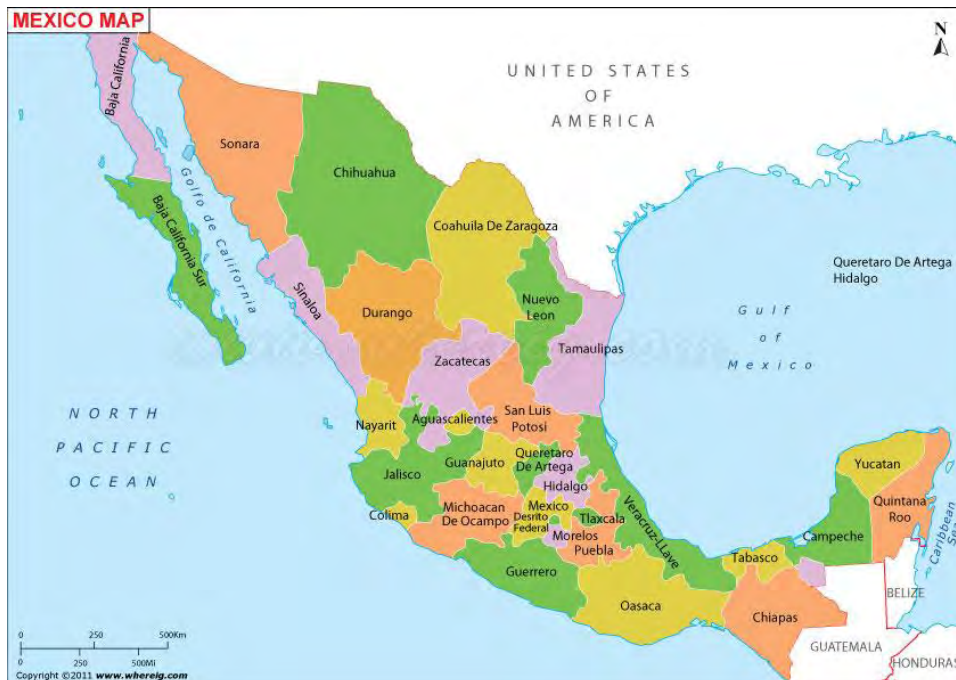 MEXICO MAP
N
UNITED STATES
OF
AMERICA
Baja California
Sonara
Chihuahua
Golfo de California
Baja California Sur
Coahuila De Zaragoza
Queretaro De Artega
Hidalgo
Sinaloa
Durango
Nuevo
Leon
Gulf
of
Mexico
Tamaulipas
Zacatecas
NORTH
PACIFIC
OCEAN
Nayarit
Aguascalientes
San Luis
Potosi
Jalisco
Guanajuto
Queretaro
De Artega
Hidalgo
Yucatan
Quintana
Roo
Colima
Michoacan
De Ocampo
Mexico
Desrito
Federal
Tlaxcala
Morelos
Puebla
Veracruz-LLave
Campeche
Caribbean
Sea
Tabasco
Guerrero
Oasaca
Chiapas
BELIZE
GUATEMALA
HONDURAS
0 250 500Km
0 250 500Mi
Copyright ©2011 www.whereig.com